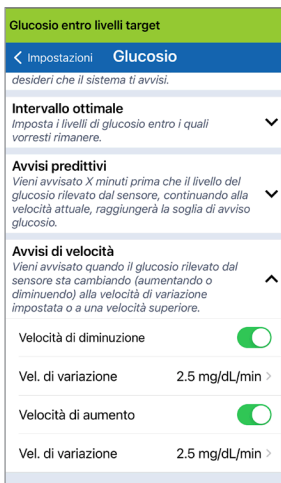 Glucosio entro livelli target
Impostazioni Glucosio
desideri che il sistema ti avvisi.
Intervallo ottimale
Imposta i livelli di glucosio entro i quali
vorresti rimanere.
Avvisi predittivi
Vieni avvisato X minuti prima che il livello del
glucosio rilevato dal sensore, continuando alla
velocità attuale, raggiungerà la soglia di avviso
glucosio.
Avvisi di velocità
Vieni avvisato quando il glucosio rilevato dal
sensore sta cambiando (aumentando o
diminuendo) alla velocità di variazione
impostata o a una velocità superiore.
Velocità di diminuzione
Vel. di variazione 2.5 mg/dL/min
Velocità di aumento
Vel. di variazione 2.5 mg/dL/min